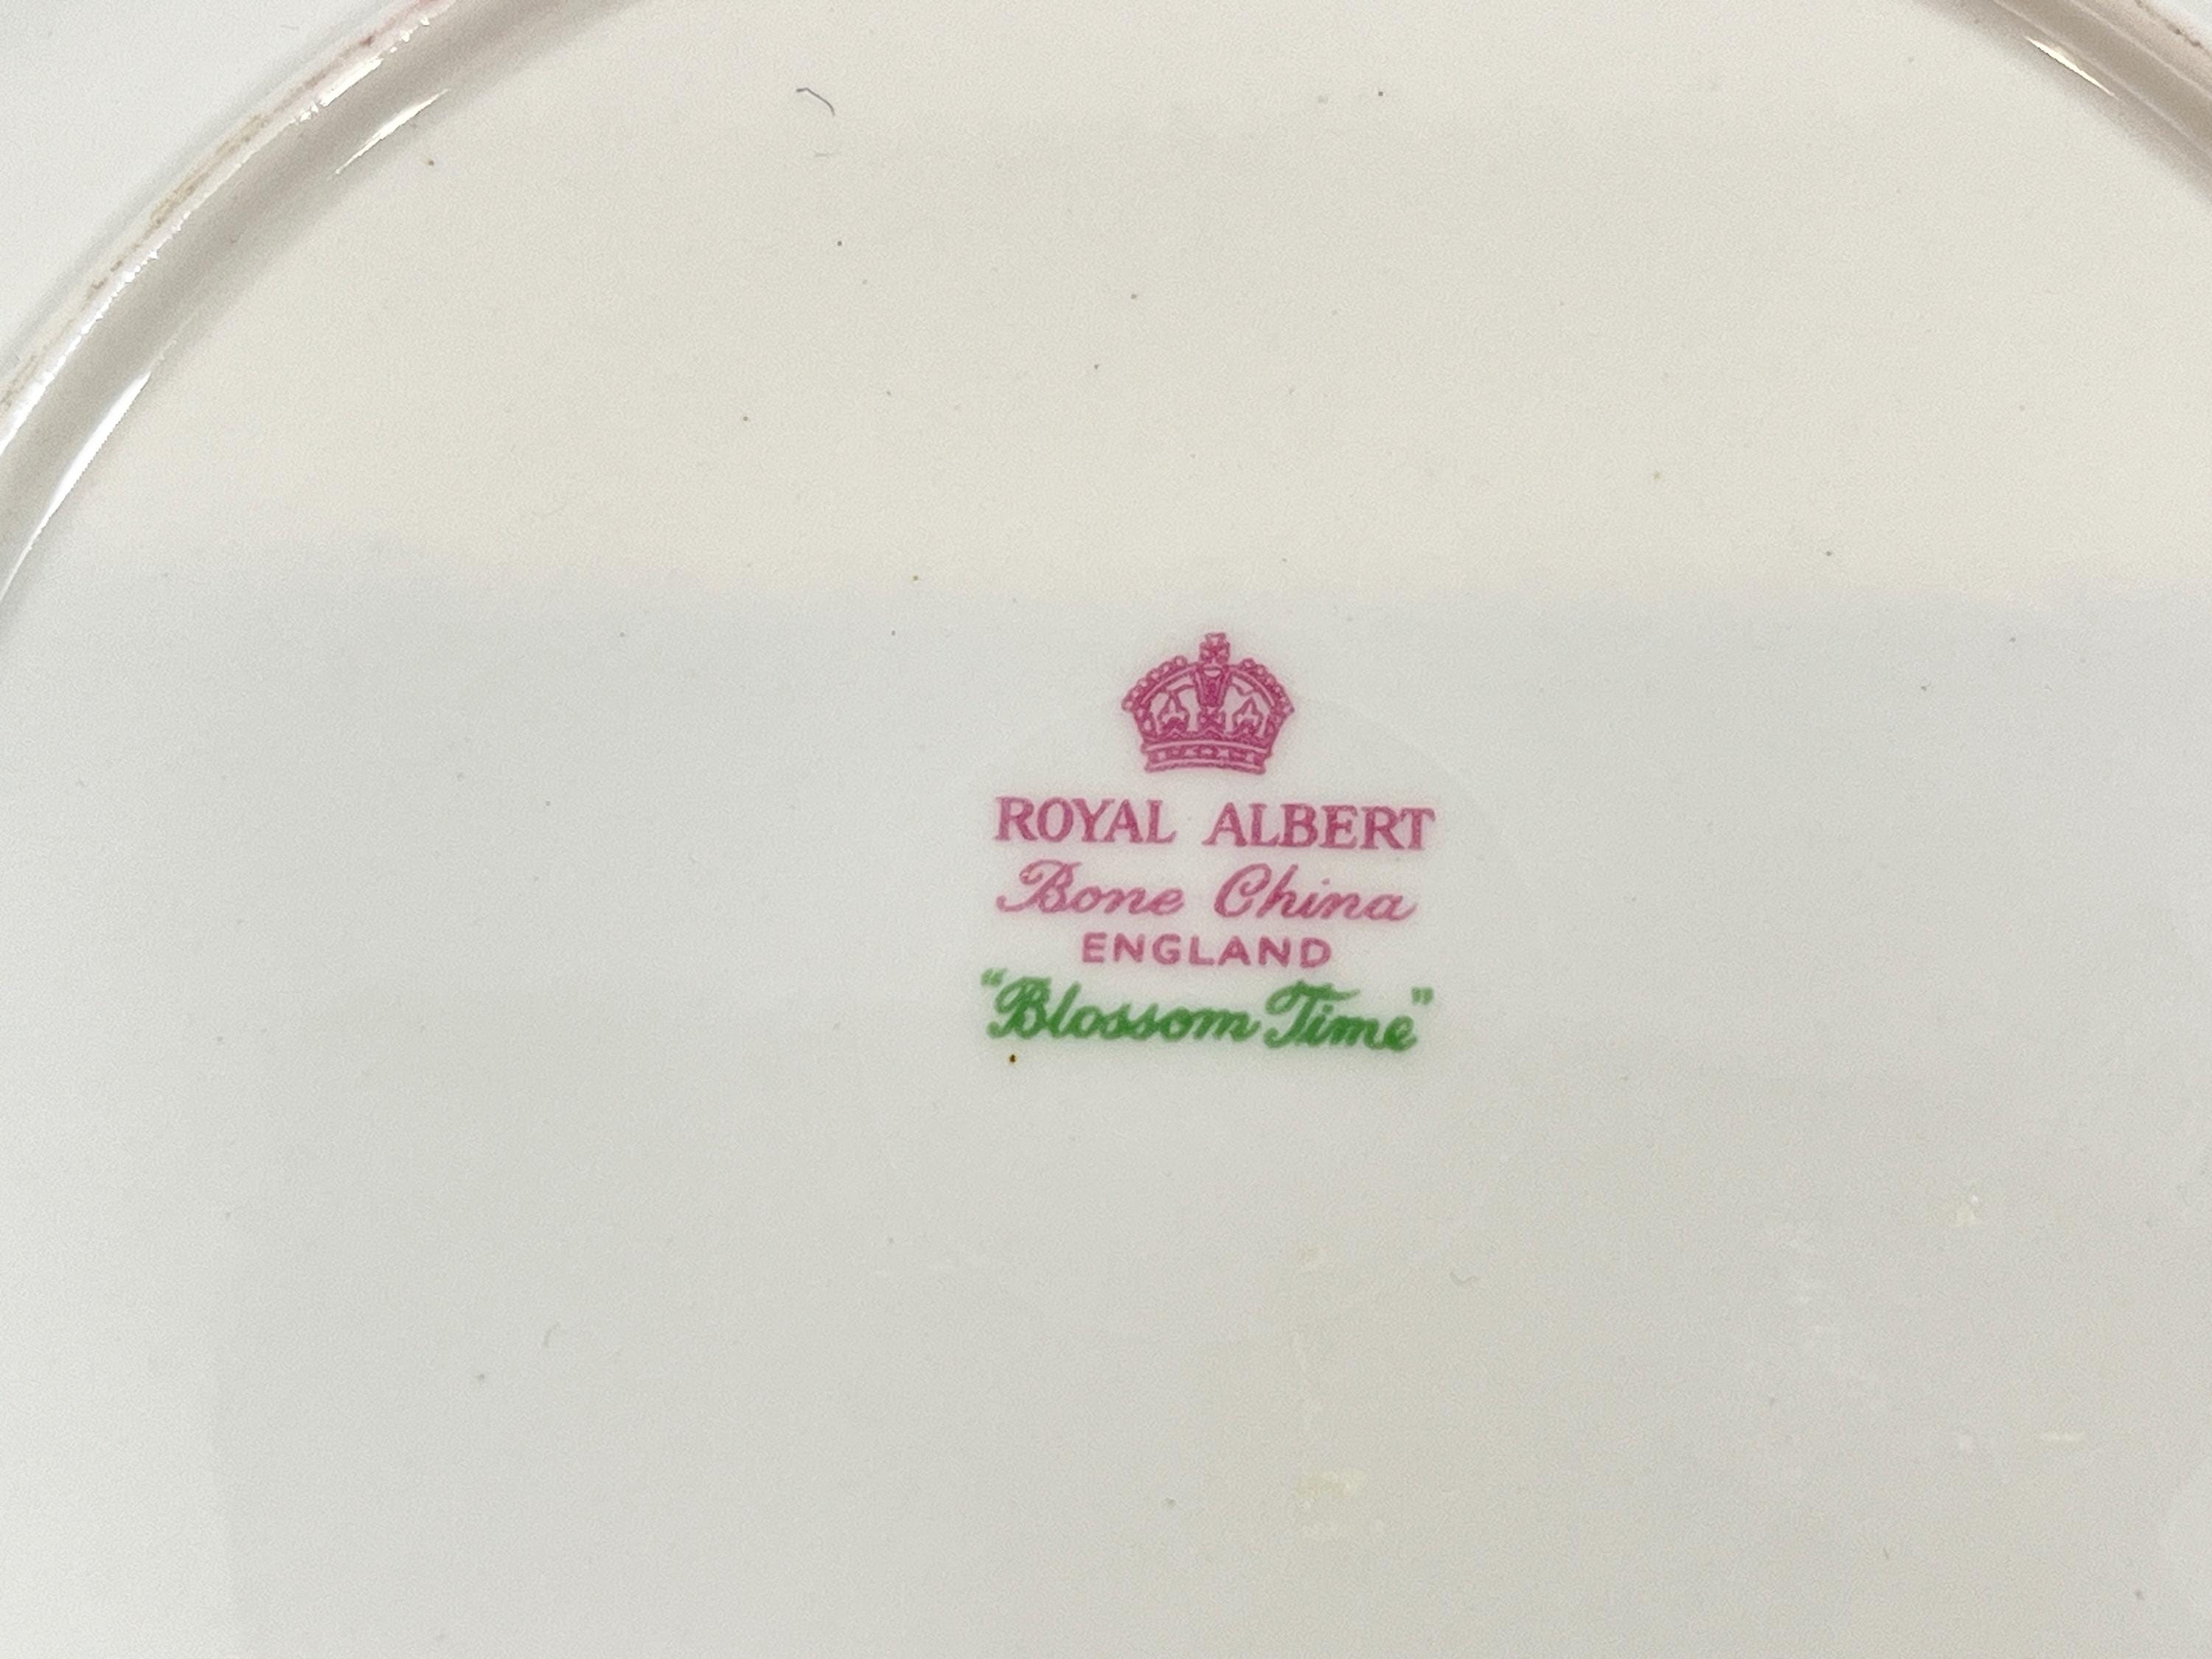 ROYAL ALBERT
Bone China
ENGLAND
"Blossom Time"